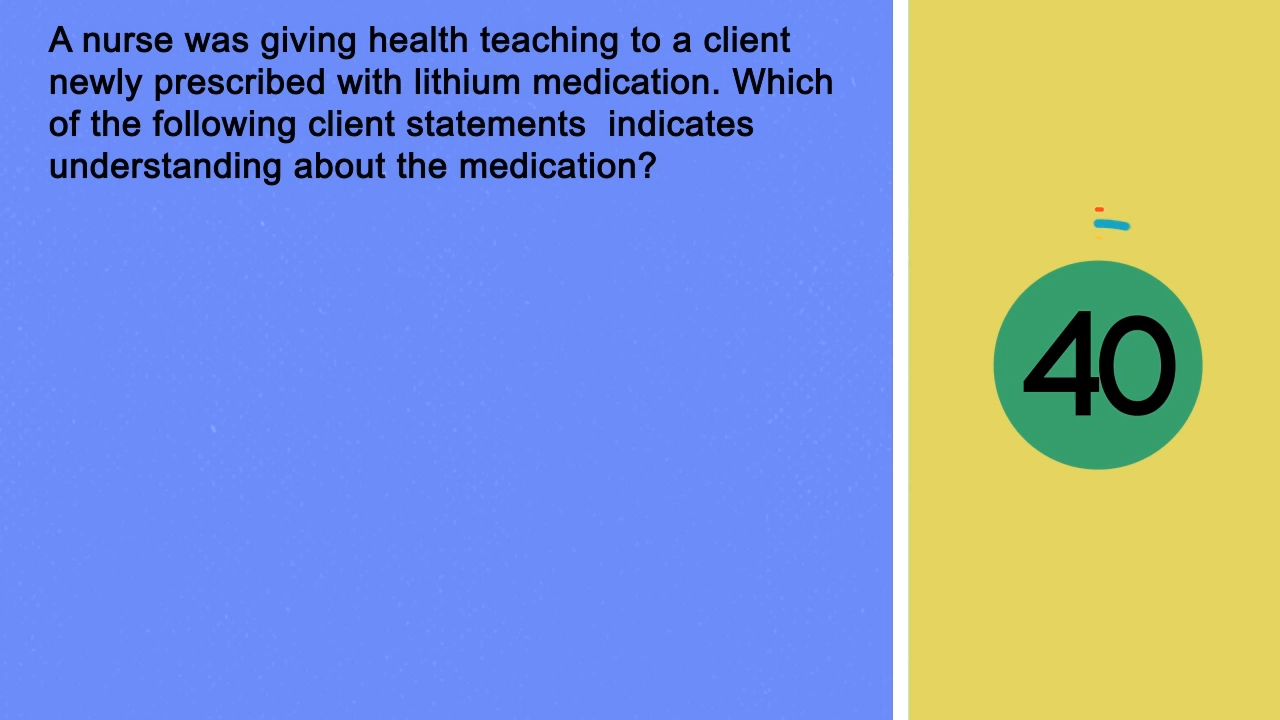 A nurse was giving health teaching to a client
newly prescribed with lithium medication. Which
of the following client statements  indicates
understanding about the medication?
40